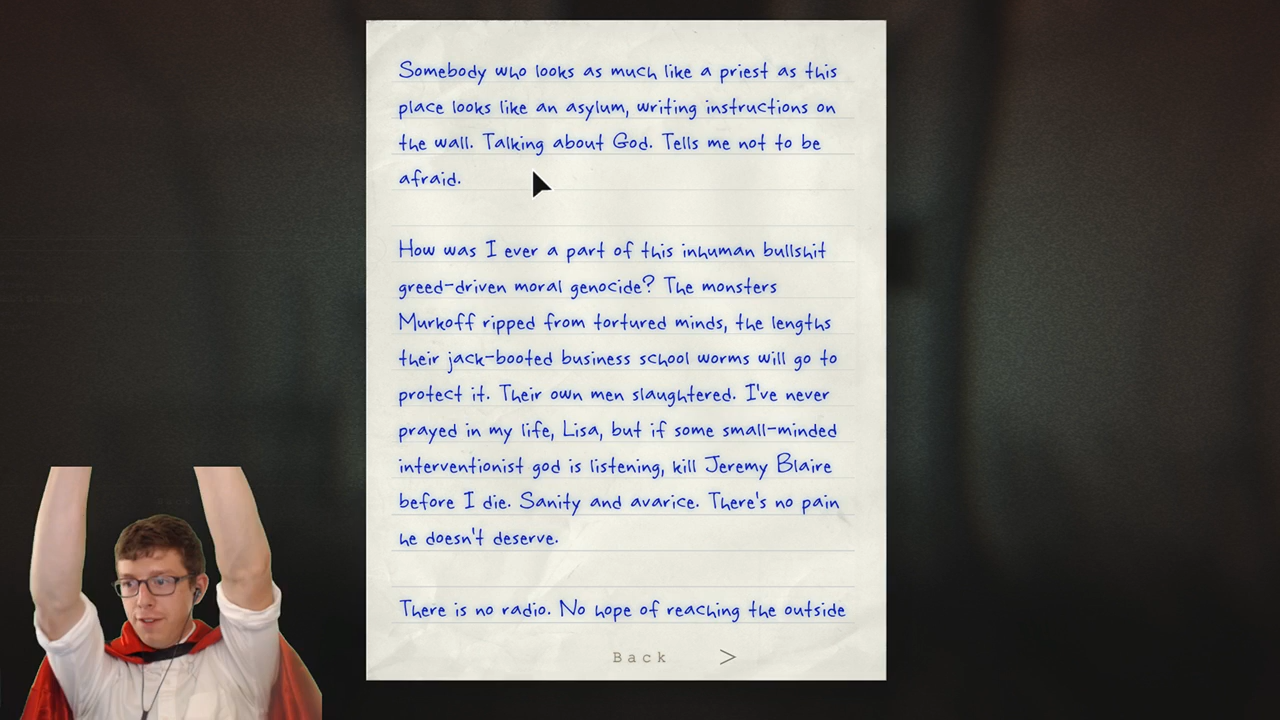 Somebody who looks as much like a priest as this
place looks like an asylum, writing instructions on
the wall. Talking about God. Tells me not to be
afraid.
How was I ever a part of this inhuman bullshit
greed-driven moral genocide? The monsters
Murkoff ripped from tortured minds, the lengths
their jack-booted business school worms will go to
protect it. Their own men slaughtered. I've never
prayed in my life, Lisa, but if some small-minded
interventionist god is listening, kill Jeremy Blaire
before I die. Sanity and avarice. There's no pain
he doesn't deserve.
There is no radio. No hope of reaching the outside
Back >